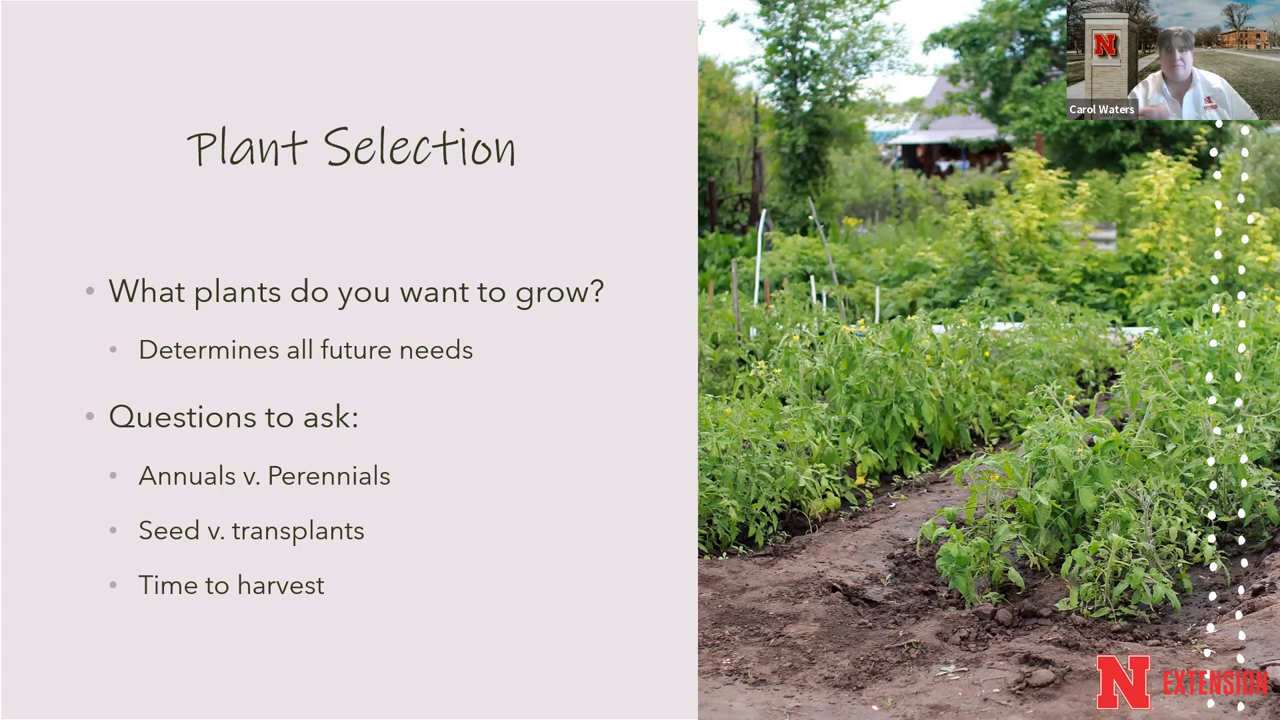 Plant Selection
What plants do you want to grow?
Determines all future needs
Questions to ask:
Annuals v. Perennials
Seed v. transplants
Time to harvest
N
Carol Waters
N EXTENSION